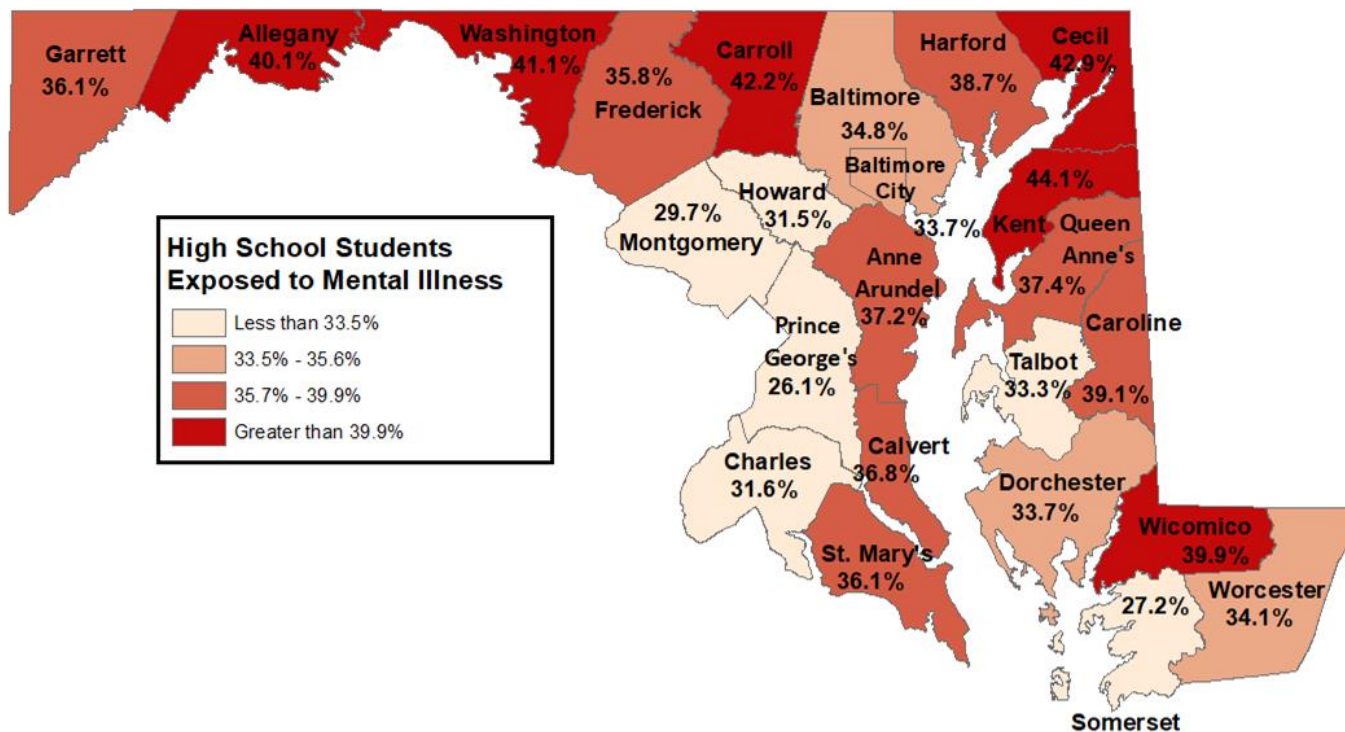 Garrett
36.1%
Allegany
40.1%
Washington
41.1%
35.8%
Frederick
Carroll
42.2%
Baltimore
34.8%
Baltimore
City
33.7%
Harford
38.7%
Cecil
42.9%
44.1%
Kent
Queen
Anne's
37.4%
Howard
31.5%
29.7%
Montgomery
Anne
Arundel
37.2%
Prince
George's
26.1%
Caroline
39.1%
Talbot
33.3%
Calvert
36.8%
Charles
31.6%
St. Mary's
36.1%
Dorchester
33.7%
Wicomico
39.9%
Worcester
34.1%
27.2%
Somerset
High School Students
Exposed to Mental Illness
Less than 33.5%
33.5% - 35.6%
35.7% - 39.9%
Greater than 39.9%